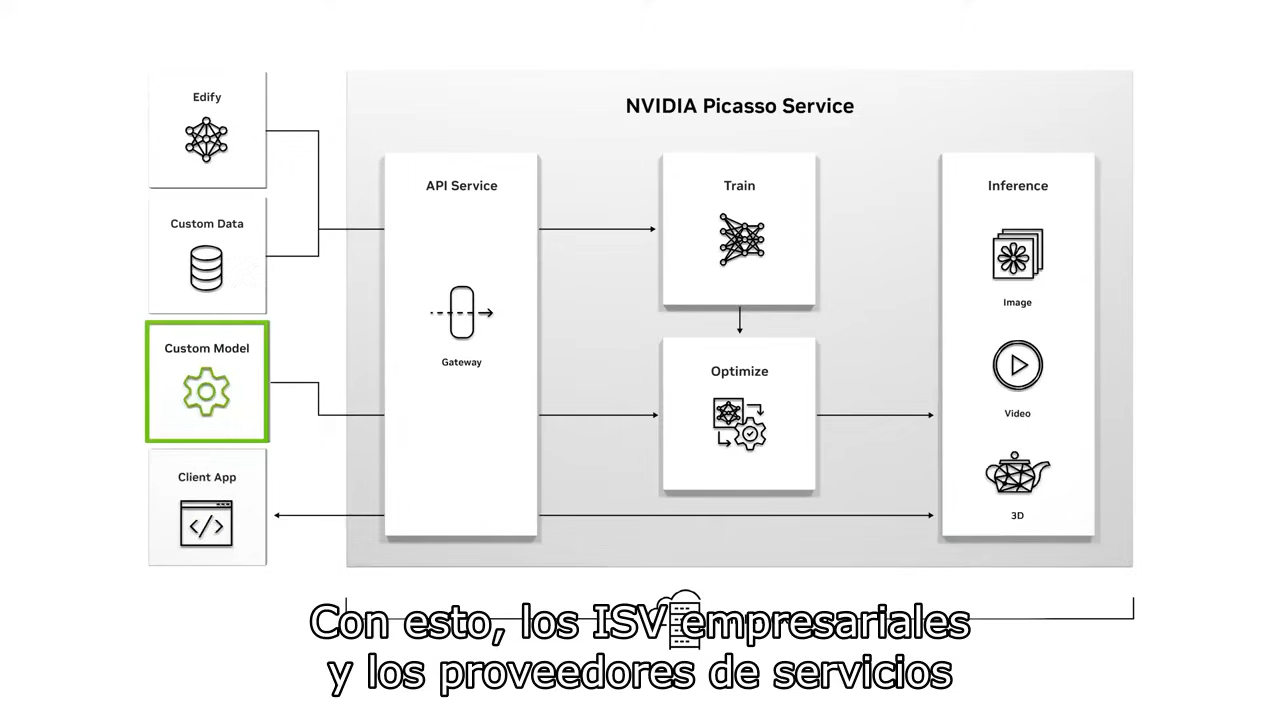 Edify
NVIDIA Picasso Service
API Service
Train
Inference
Custom Data
Image
Custom Model
Gateway
Optimize
Video
Client App
3D
Con esto, los ISV empresariales
y los proveedores de servicios